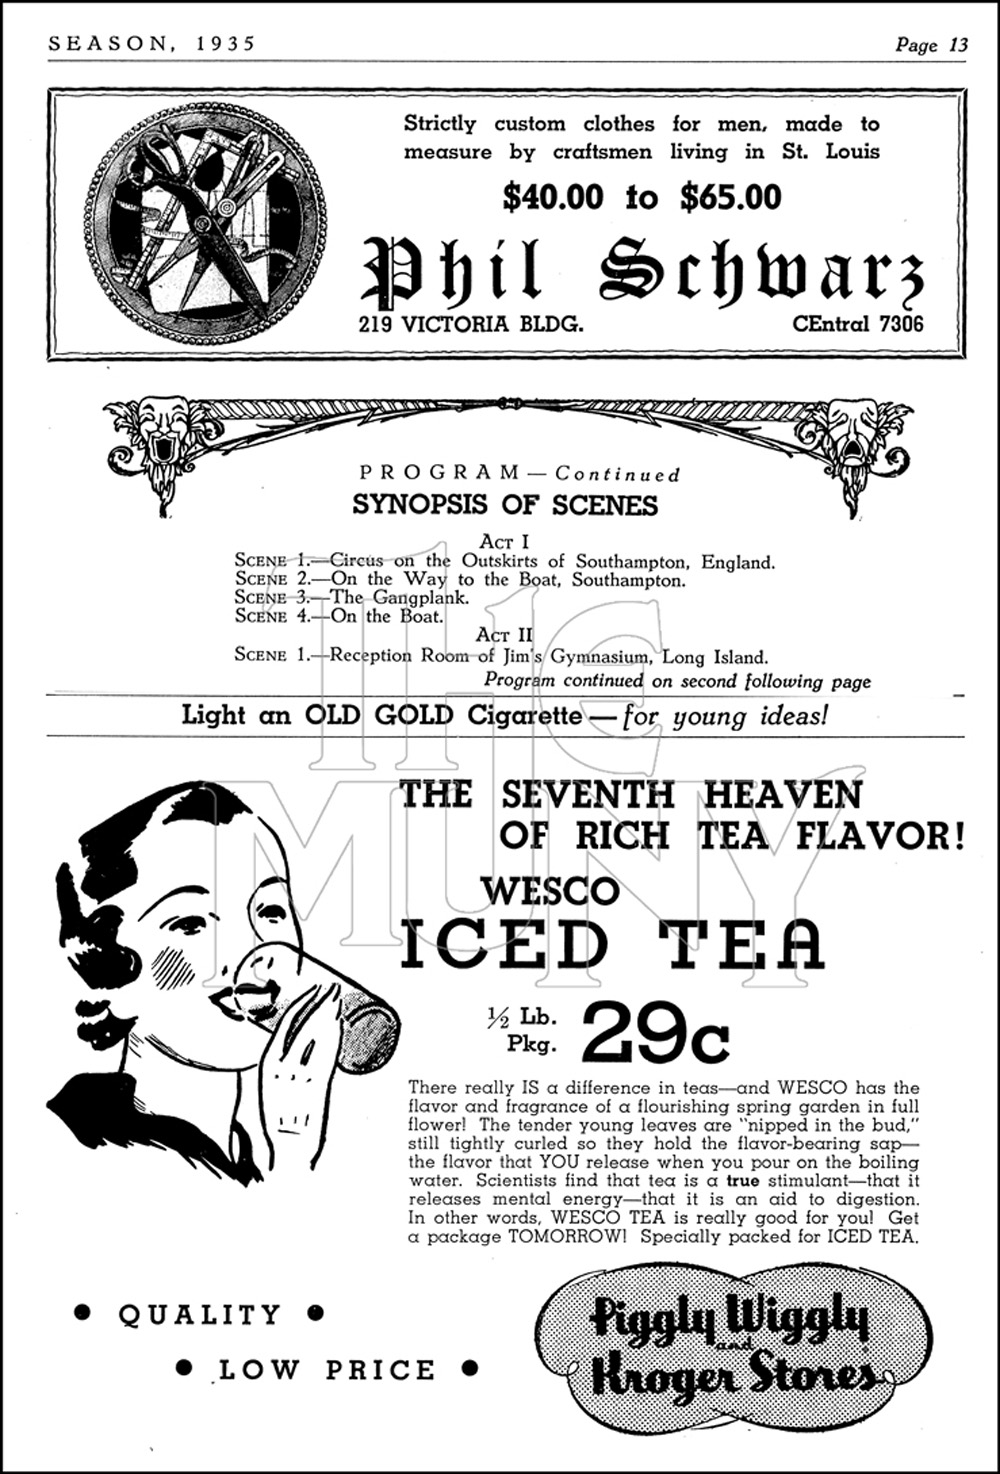 SEASON, 1935
Page 13
Strictly custom clothes for men, made to
measure by craftsmen living in St. Louis
$40.00 to $65.00
Phil Schwarz
219 VICTORIA BLDG.
CEntral 7306
PROGRAM—Continued
SYNOPSIS OF SCENES
ACT I
SCENE 1.—Circus on the Outskirts of Southampton, England.
SCENE 2.—On the Way to the Boat, Southampton.
SCENE 3.—The Gangplank.
SCENE 4.—On the Boat.
ACT II
SCENE 1.—Reception Room of Jim's Gymnasium, Long Island.
Program continued on second following page
Light an OLD GOLD Cigarette—for young ideas!
THE MUNY
THE SEVENTH HEAVEN
OF RICH TEA FLAVOR!
WESCO
ICED TEA
½ Lb.
Pkg.
29c
There really IS a difference in teas—and WESCO has the
flavor and fragrance of a flourishing spring garden in full
flower! The tender young leaves are "nipped in the bud,"
still tightly curled so they hold the flavor-bearing sap—
the flavor that YOU release when you pour on the boiling
water. Scientists find that tea is a true stimulant—that it
releases mental energy—that it is an aid to digestion.
In other words, WESCO TEA is really good for you! Get
a package TOMORROW! Specially packed for ICED TEA.
• QUALITY •
• LOW PRICE •
Piggly Wiggly
and
Kroger Stores